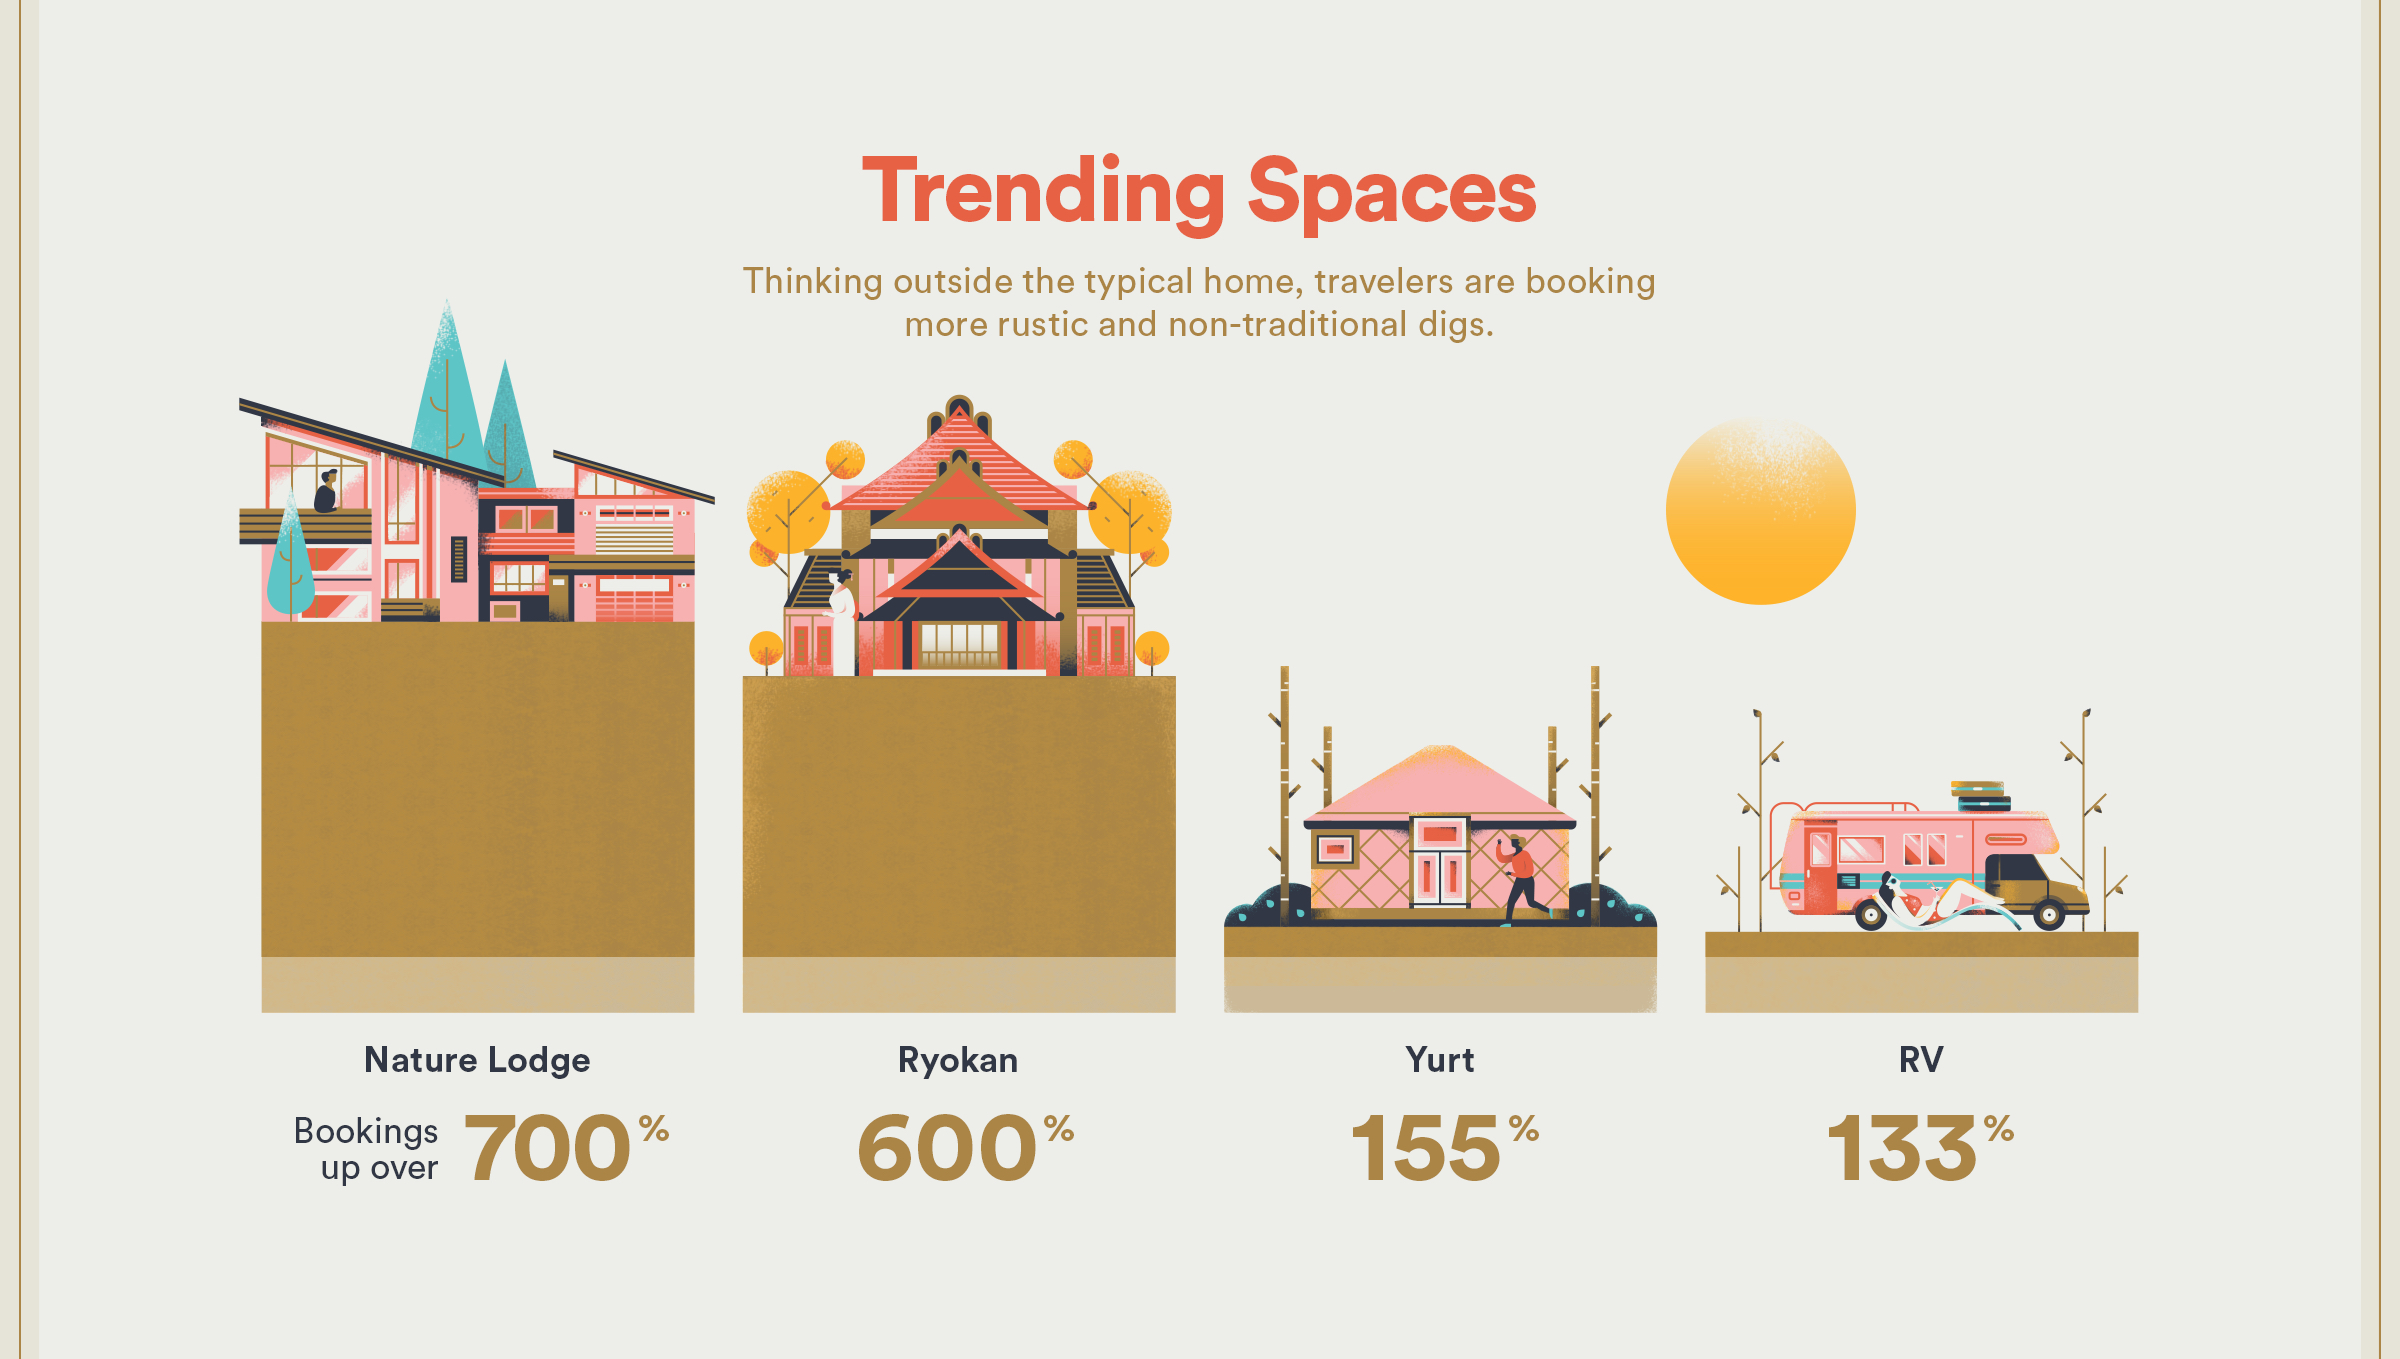 Trending Spaces
Thinking outside the typical home, travelers are booking
more rustic and non-traditional digs.
Nature Lodge
Bookings
up over
700%
Ryokan
600%
Yurt
155%
RV
133%